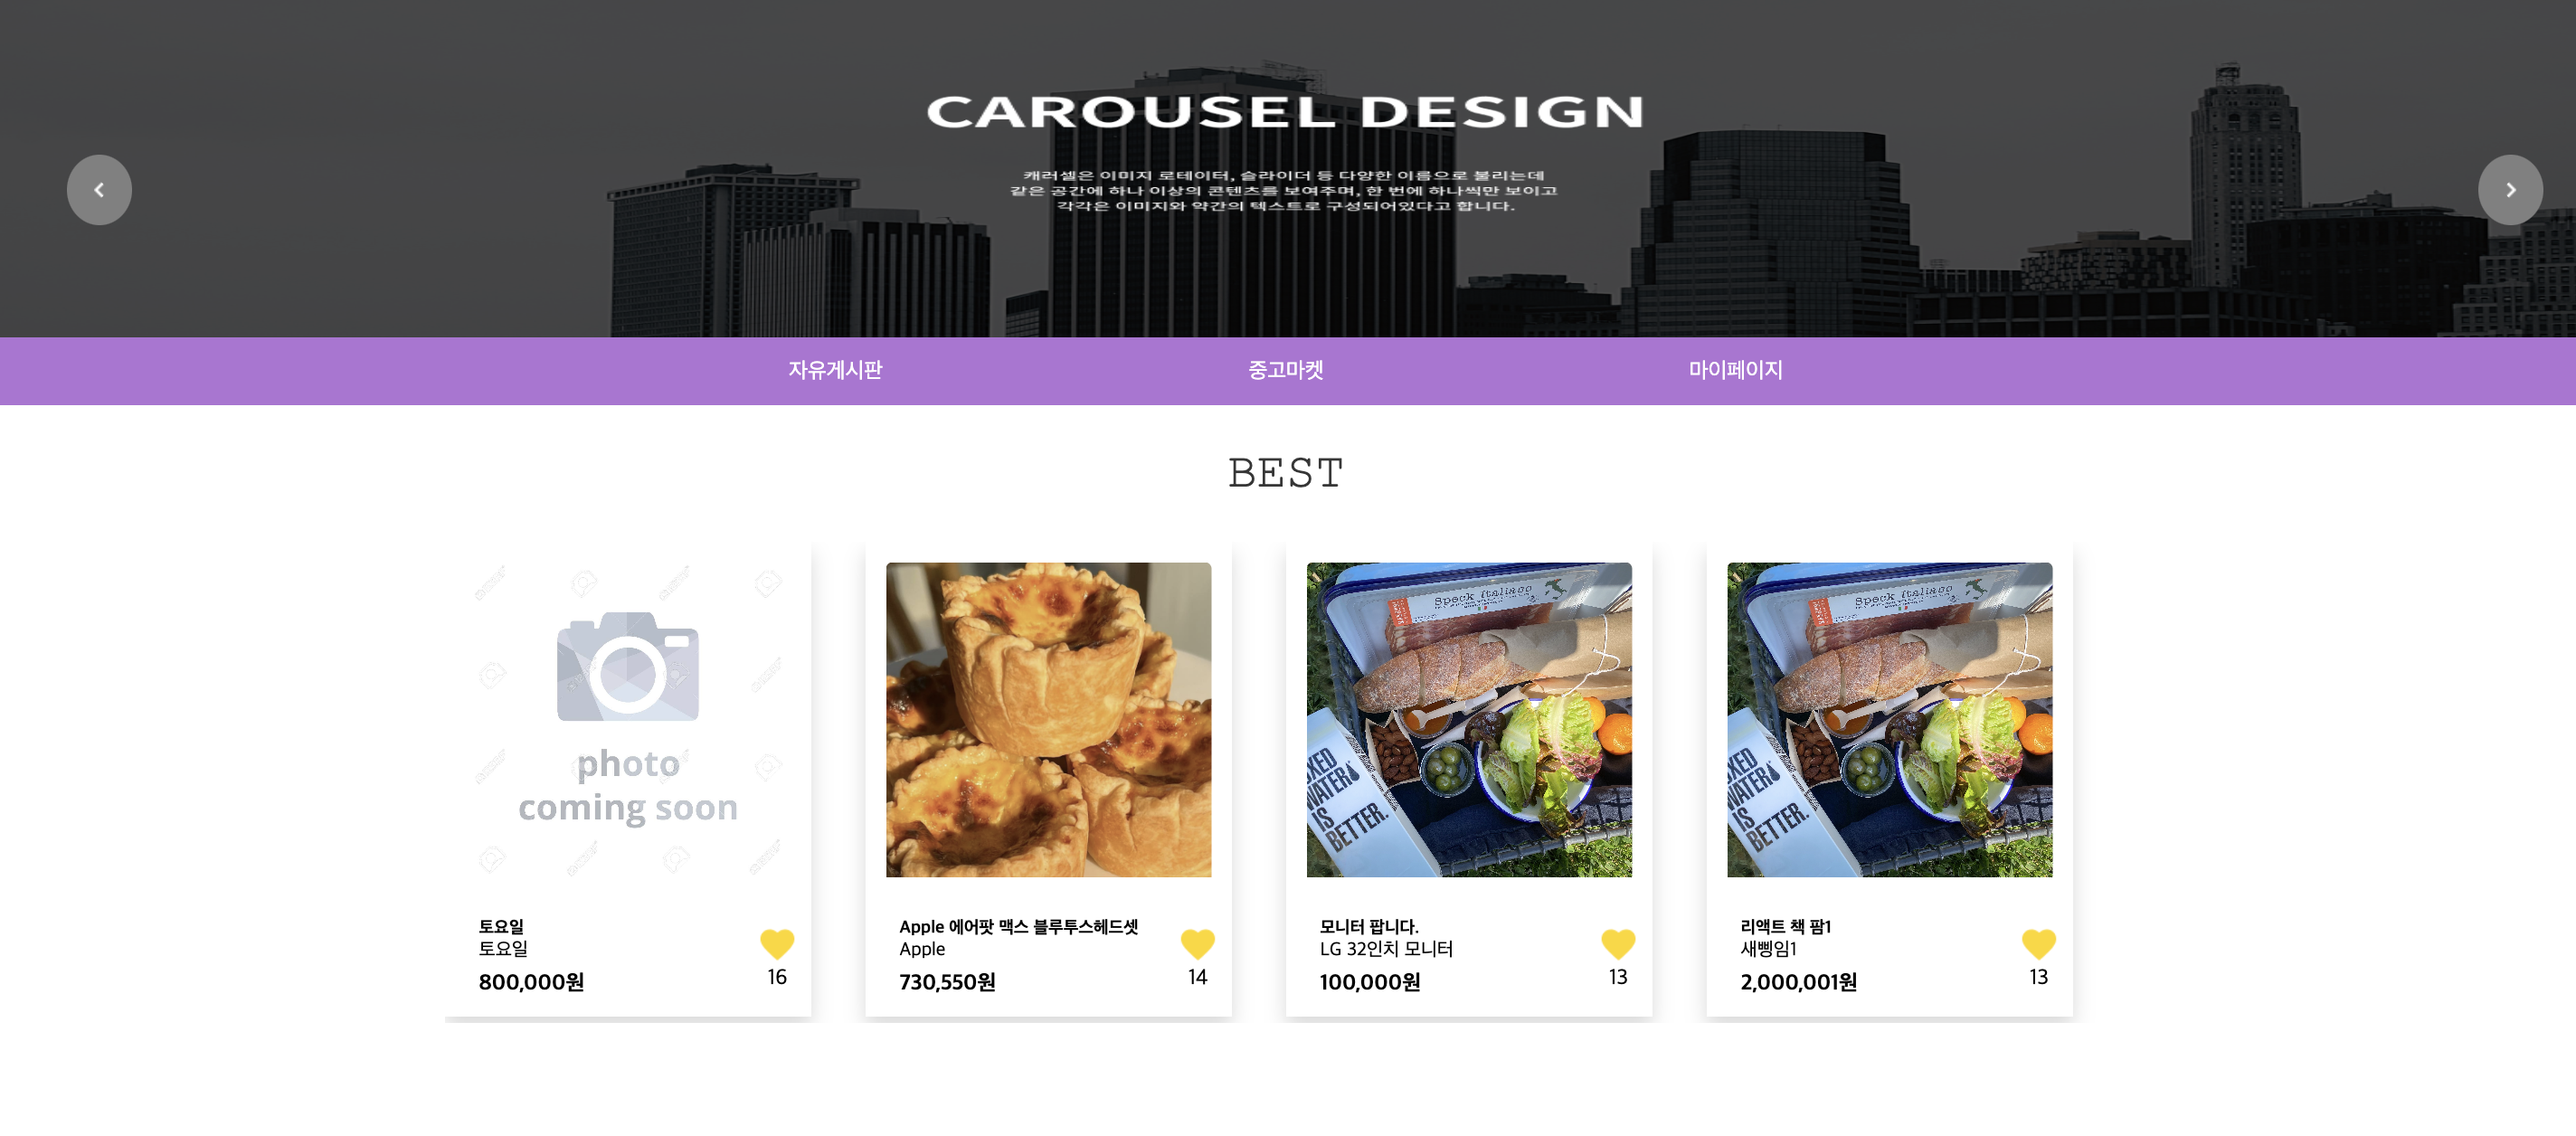 CAROUSEL DESIGN
캐러셀은 이미지 로테이터, 슬라이더 등 다양한 이름으로 불리는데
같은 공간에 하나 이상의 콘텐츠를 보여주며, 한 번에 하나씩만 보이고
각각은 이미지와 약간의 텍스트로 구성되어있다고 합니다.
자유게시판 중고마켓 마이페이지
BEST
photo
coming soon
Speck Italiano
WATER
IS
BETTER.
Speck Italiano
WATER
IS
BETTER.
토요일
토요일
800,000원
16
Apple 에어팟 맥스 블루투스헤드셋
Apple
730,550원
14
모니터 팝니다.
LG 32인치 모니터
100,000원
13
리액트 책 팜1
새삥임1
2,000,001원
13